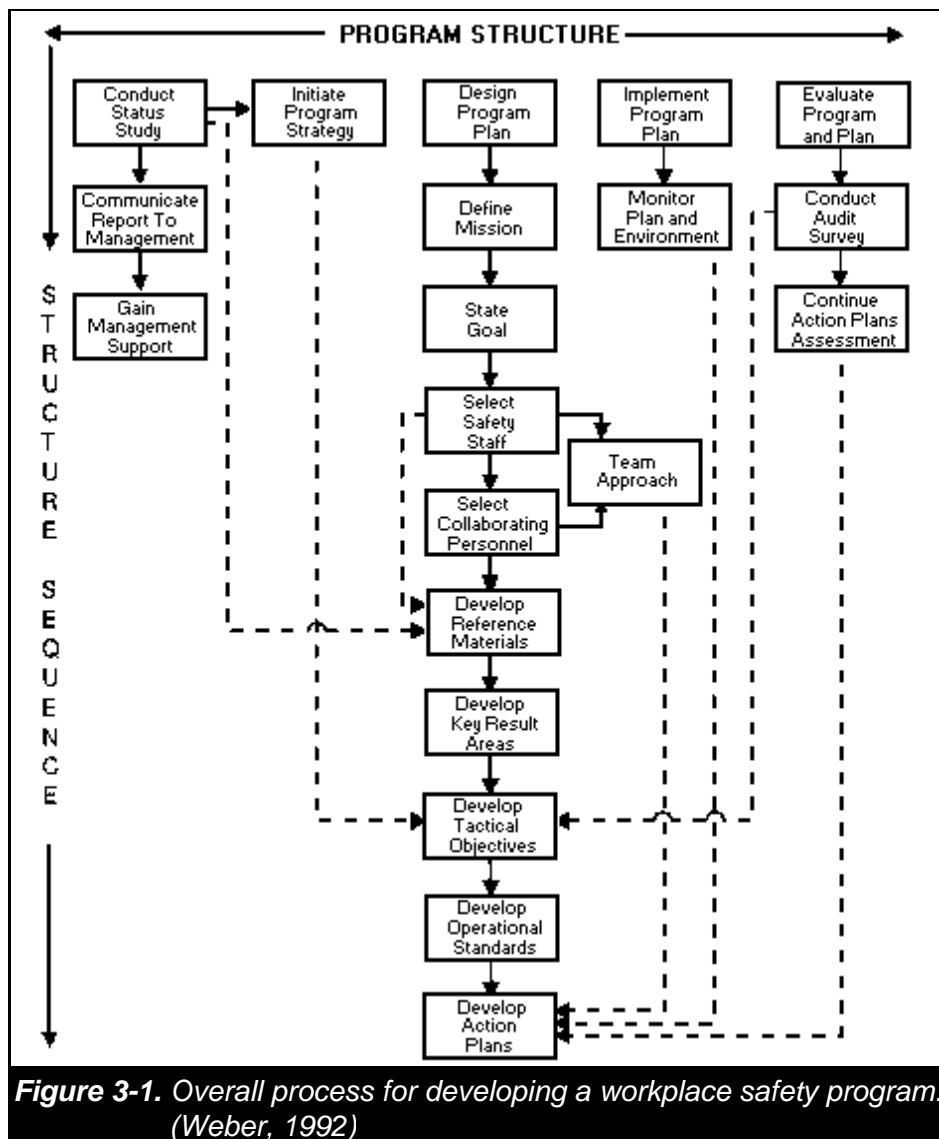 PROGRAM STRUCTURE
Conduct
Status
Study
Initiate
Program
Strategy
Design
Program
Plan
Implement
Program
Plan
Evaluate
Program
and Plan
Communicate
Report To
Management
Define
Mission
Monitor
Plan and
Environment
Conduct
Audit
Survey
Gain
Management
Support
State
Goal
Continue
Action Plans
Assessment
STRUCTURE SEQUENCE
Select
Safety
Staff
Team
Approach
Select
Collaborating
Personnel
Develop
Reference
Materials
Develop
Key Result
Areas
Develop
Tactical
Objectives
Develop
Operational
Standards
Develop
Action
Plans
Figure 3-1. Overall process for developing a workplace safety program.
(Weber, 1992)